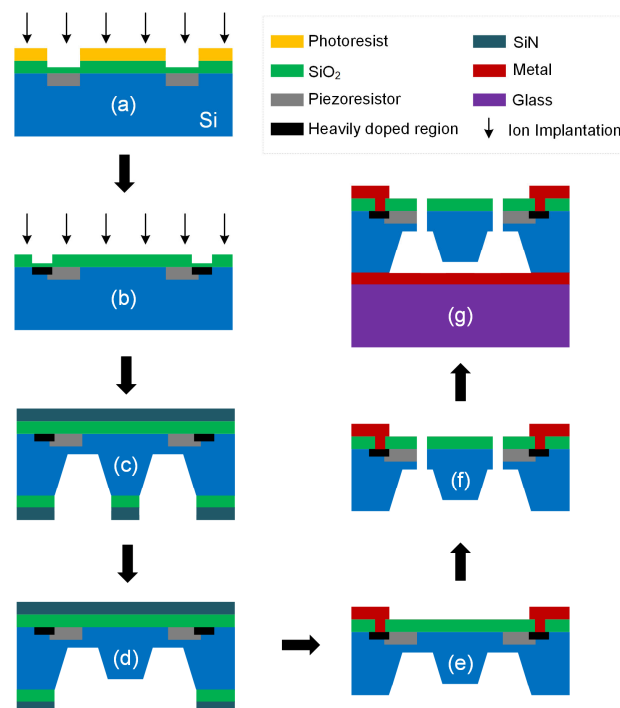 Photoresist
SiO₂
Piezoresistor
Heavily doped region
SiN
Metal
Glass
Ion Implantation
(a)
Si
(b)
(c)
(d)
(e)
(f)
(g)